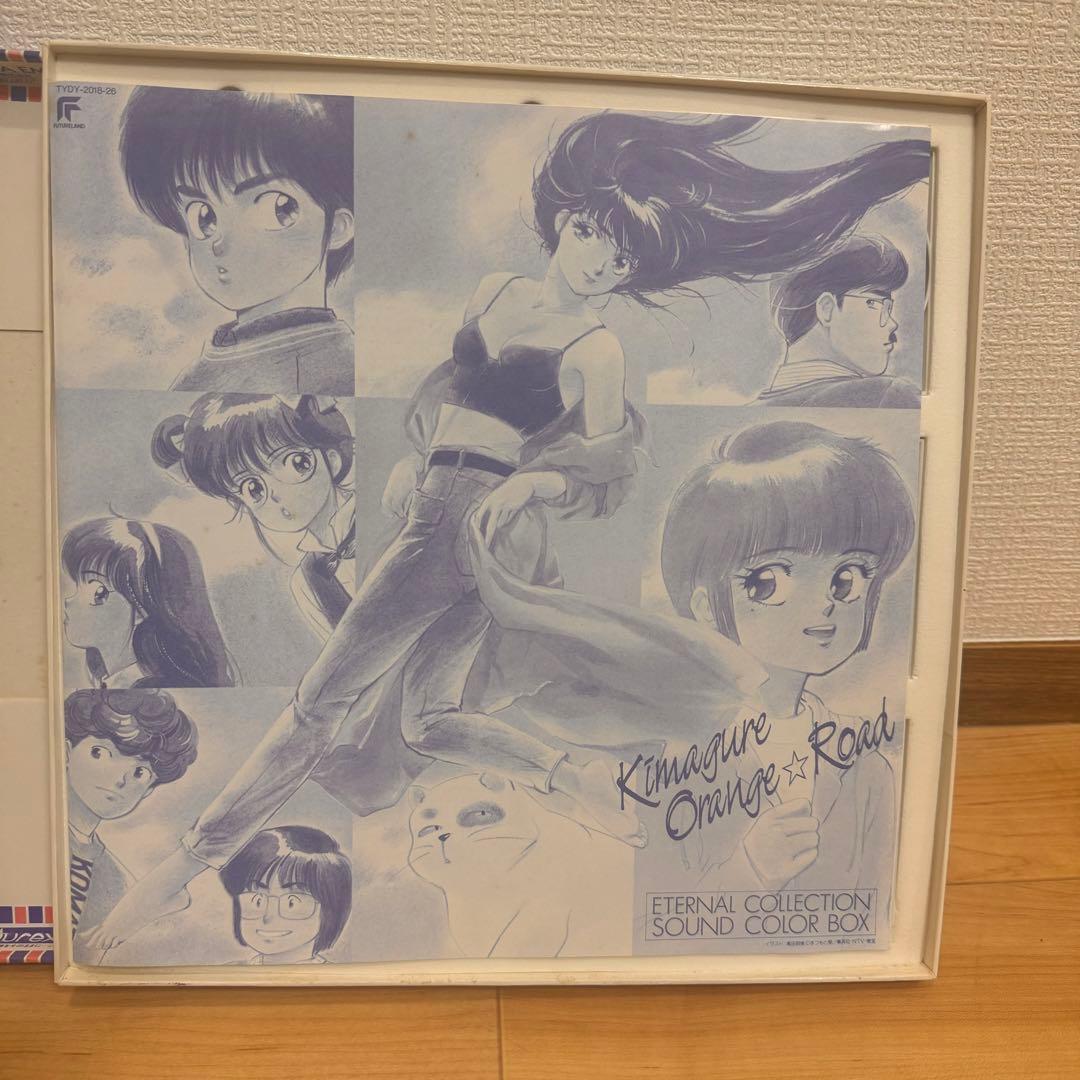 TYDY-2018-26
FUTURELAND
Kimagure
Orange☆Road
ETERNAL COLLECTION
SOUND COLOR BOX